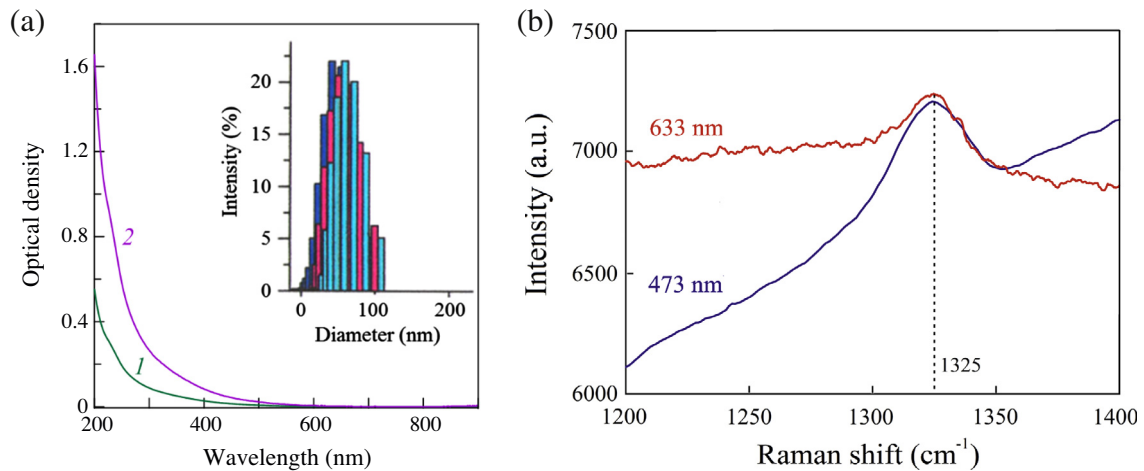 (a)
1.6
1.2
0.8
0.4
0
Optical density
200
400
600
800
Wavelength (nm)
2
1
20
15
10
5
0
Intensity (%)
0
100
200
Diameter (nm)
(b)
7500
7000
6500
6000
Intensity (a.u.)
633 nm
473 nm
1325
1200
1250
1300
1350
1400
Raman shift (cm⁻¹)